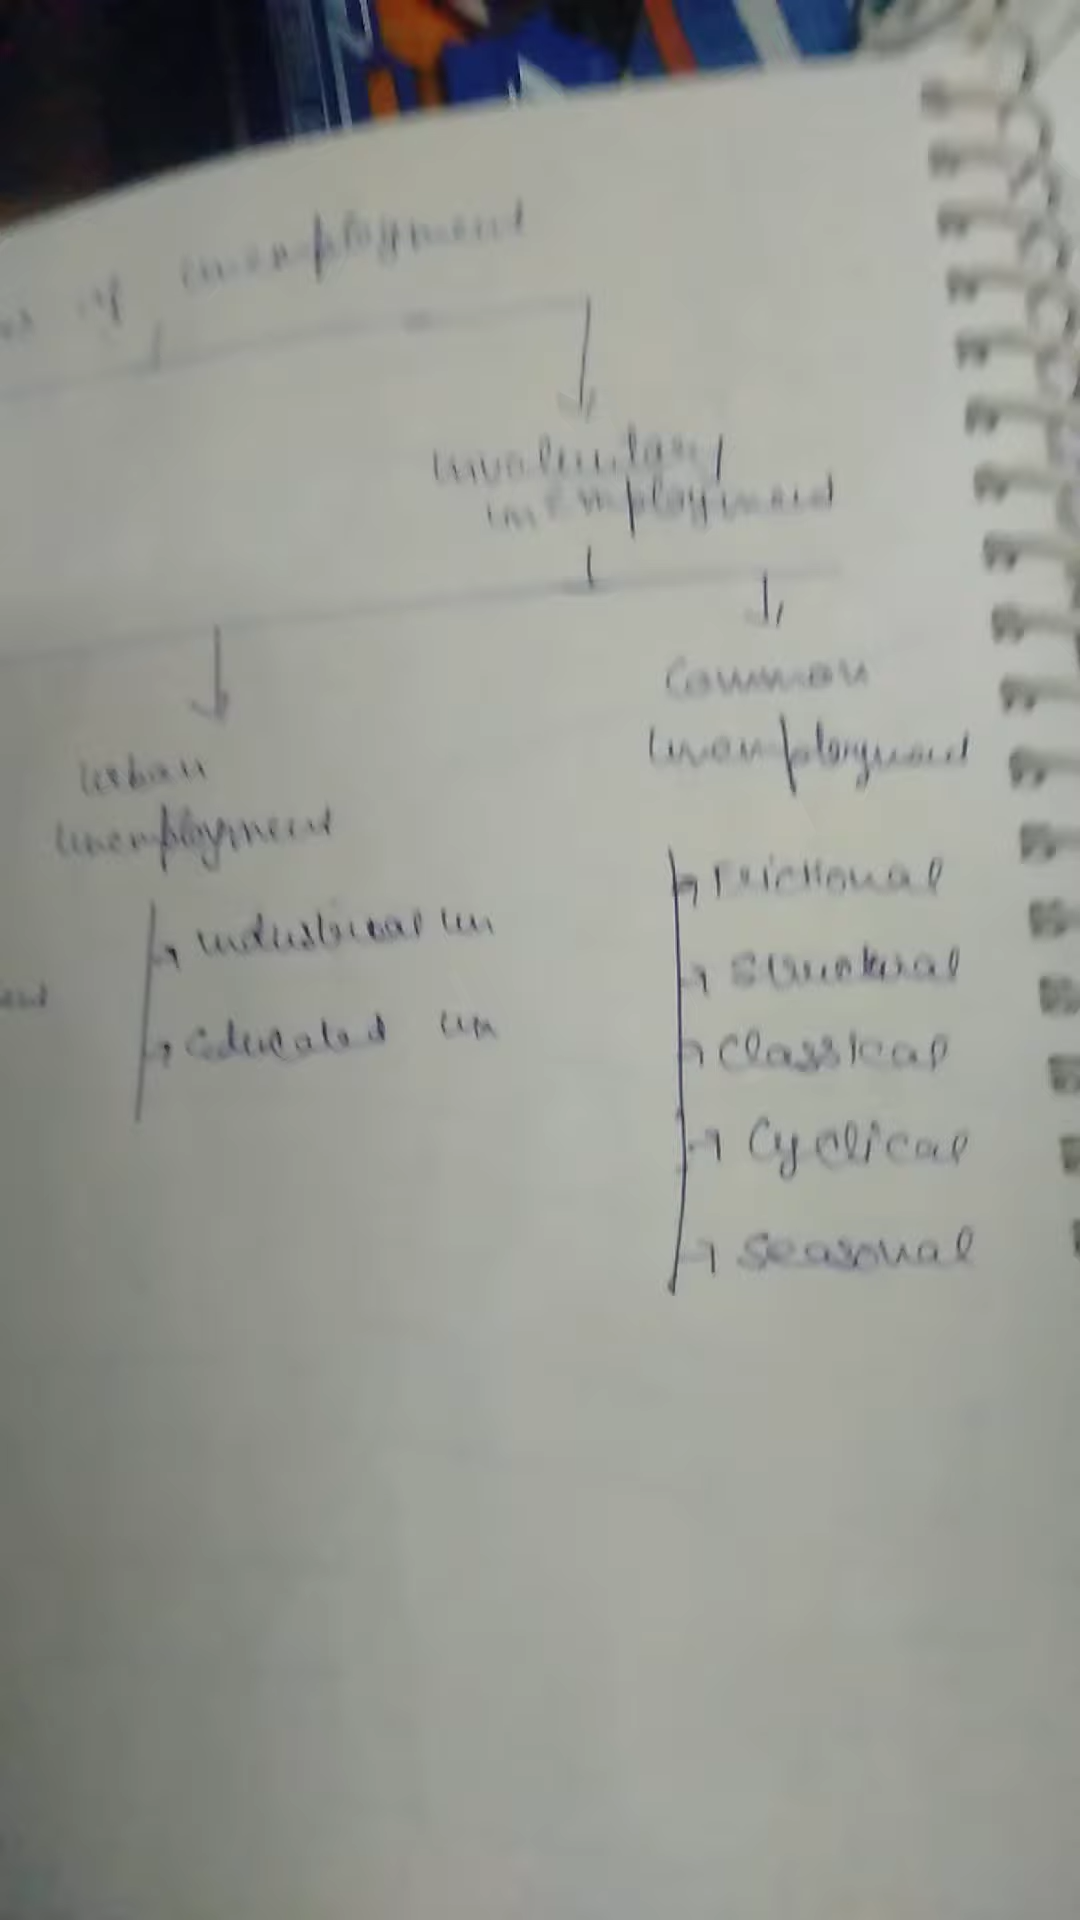 of unemployment
Involuntary
unEmployment
Urban
unemployment
Industrial un
Educated un
Common
Unemployment
Frictional
Structural
Classical
Cyclical
Seasonal